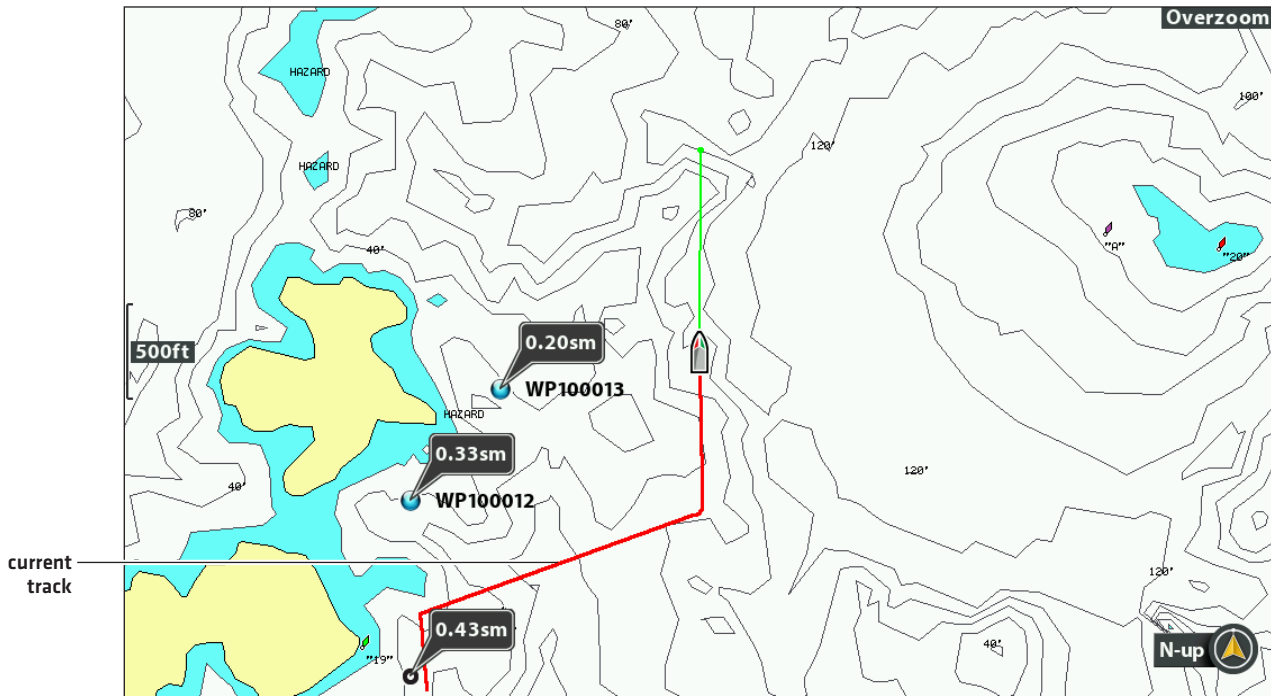 Overzoom
80'
HAZARD
100'
120'
HAZARD
80'
"A"
40'
"20"
0.20sm
500ft
WP100013
HAZARD
0.33sm
120'
40'
WP100012
current
track
120'
0.43sm
40'
N-up
"19"